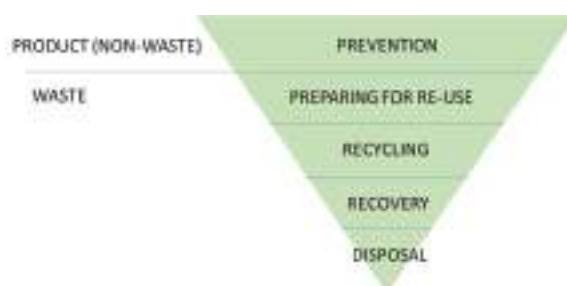 PRODUCT (NON-WASTE) PREVENTION
WASTE PREPARING FOR RE-USE
RECYCLING
RECOVERY
DISPOSAL